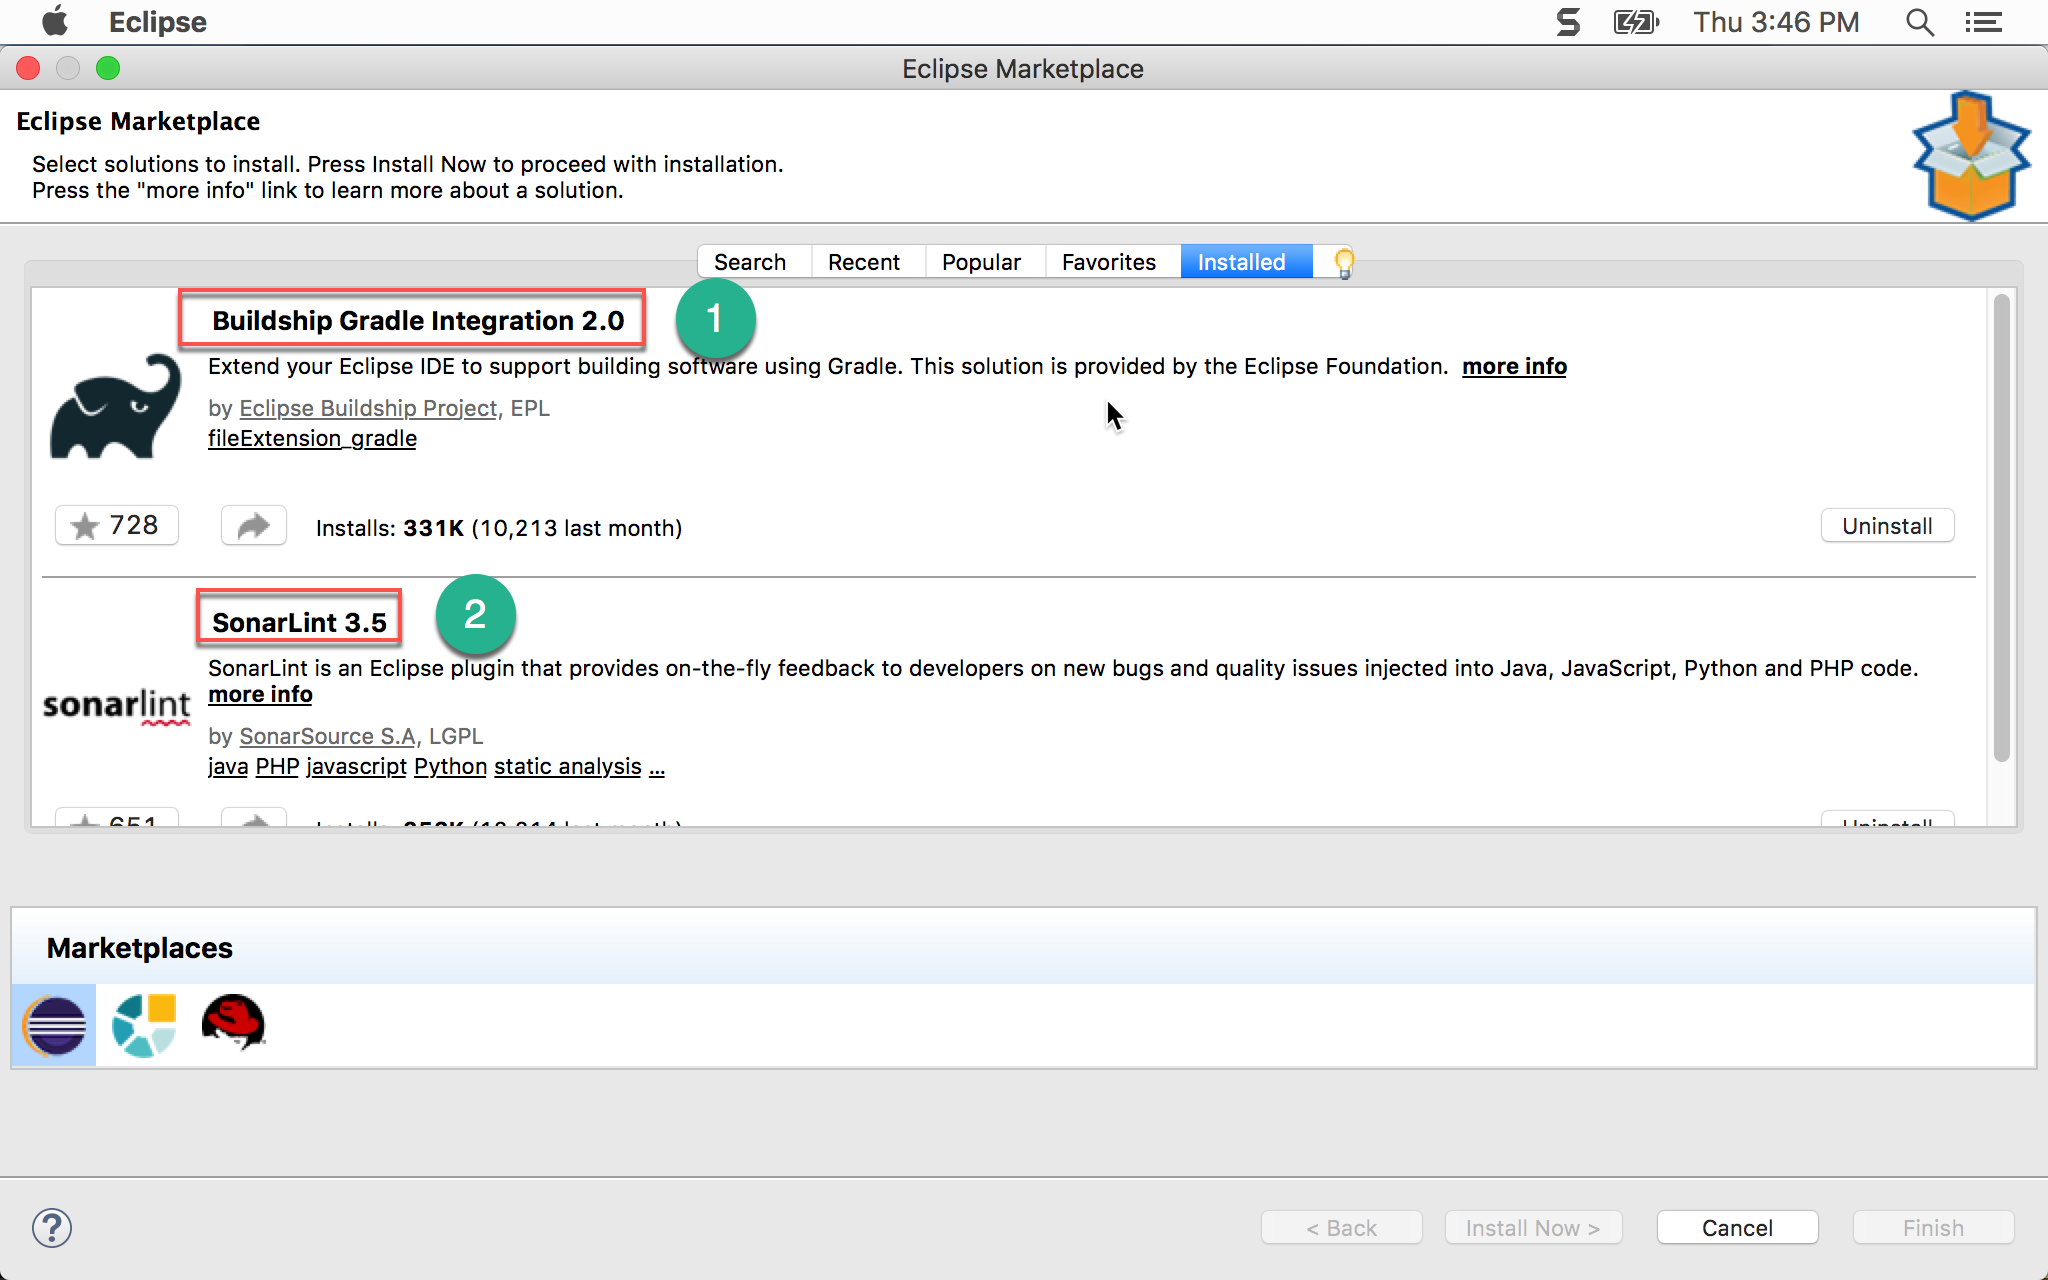 Eclipse
Thu 3:46 PM
Eclipse Marketplace
Eclipse Marketplace
Select solutions to install. Press Install Now to proceed with installation.
Press the "more info" link to learn more about a solution.
Search Recent Popular Favorites Installed
Buildship Gradle Integration 2.0
1
Extend your Eclipse IDE to support building software using Gradle. This solution is provided by the Eclipse Foundation. more info
by Eclipse Buildship Project, EPL
fileExtension_gradle
728
Installs: 331K (10,213 last month)
Uninstall
SonarLint 3.5
2
SonarLint is an Eclipse plugin that provides on-the-fly feedback to developers on new bugs and quality issues injected into Java, JavaScript, Python and PHP code.
more info
sonarlint
by SonarSource S.A, LGPL
java PHP javascript Python static analysis ...
651
Uninstall
Marketplaces
?
< Back
Install Now >
Cancel
Finish